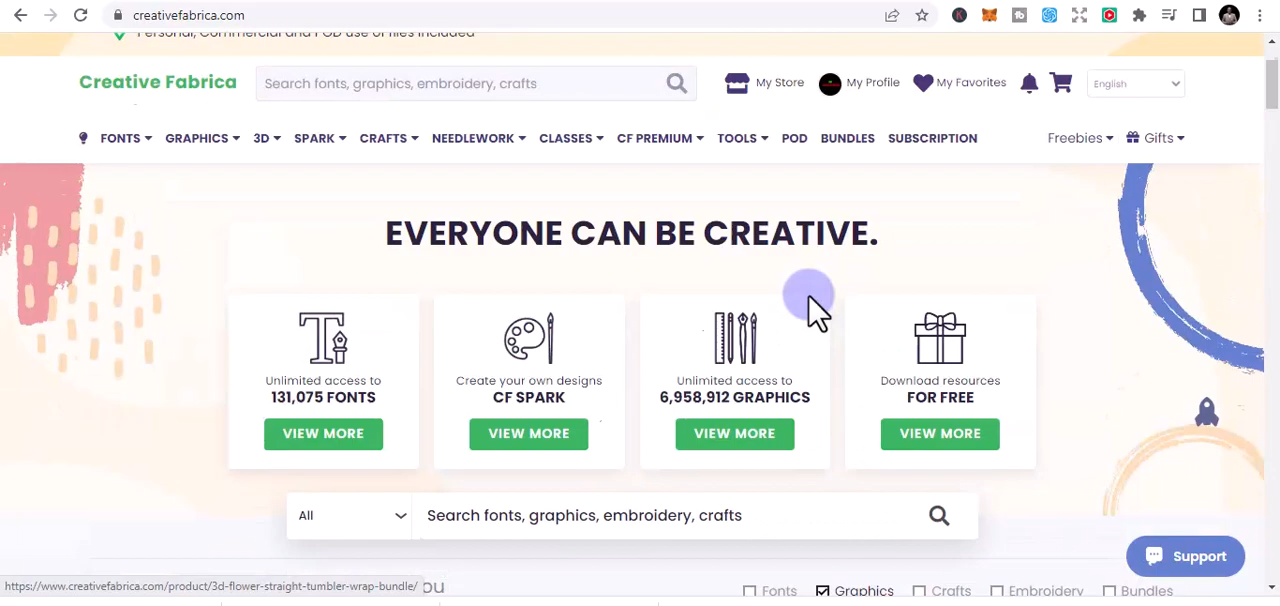 creativefabrica.com
Personal, Commercial and POD use of files included
Creative Fabrica
Search fonts, graphics, embroidery, crafts
My Store
My Profile
My Favorites
English
FONTS
GRAPHICS
3D
SPARK
CRAFTS
NEEDLEWORK
CLASSES
CF PREMIUM
TOOLS
POD
BUNDLES
SUBSCRIPTION
Freebies
Gifts
EVERYONE CAN BE CREATIVE.
Unlimited access to
131,075 FONTS
VIEW MORE
Create your own designs
CF SPARK
VIEW MORE
Unlimited access to
6,958,912 GRAPHICS
VIEW MORE
Download resources
FOR FREE
VIEW MORE
All
Search fonts, graphics, embroidery, crafts
Support
https://www.creativefabrica.com/product/3d-flower-straight-tumbler-wrap-bundle/
Fonts
Graphics
Crafts
Embroidery
Bundles